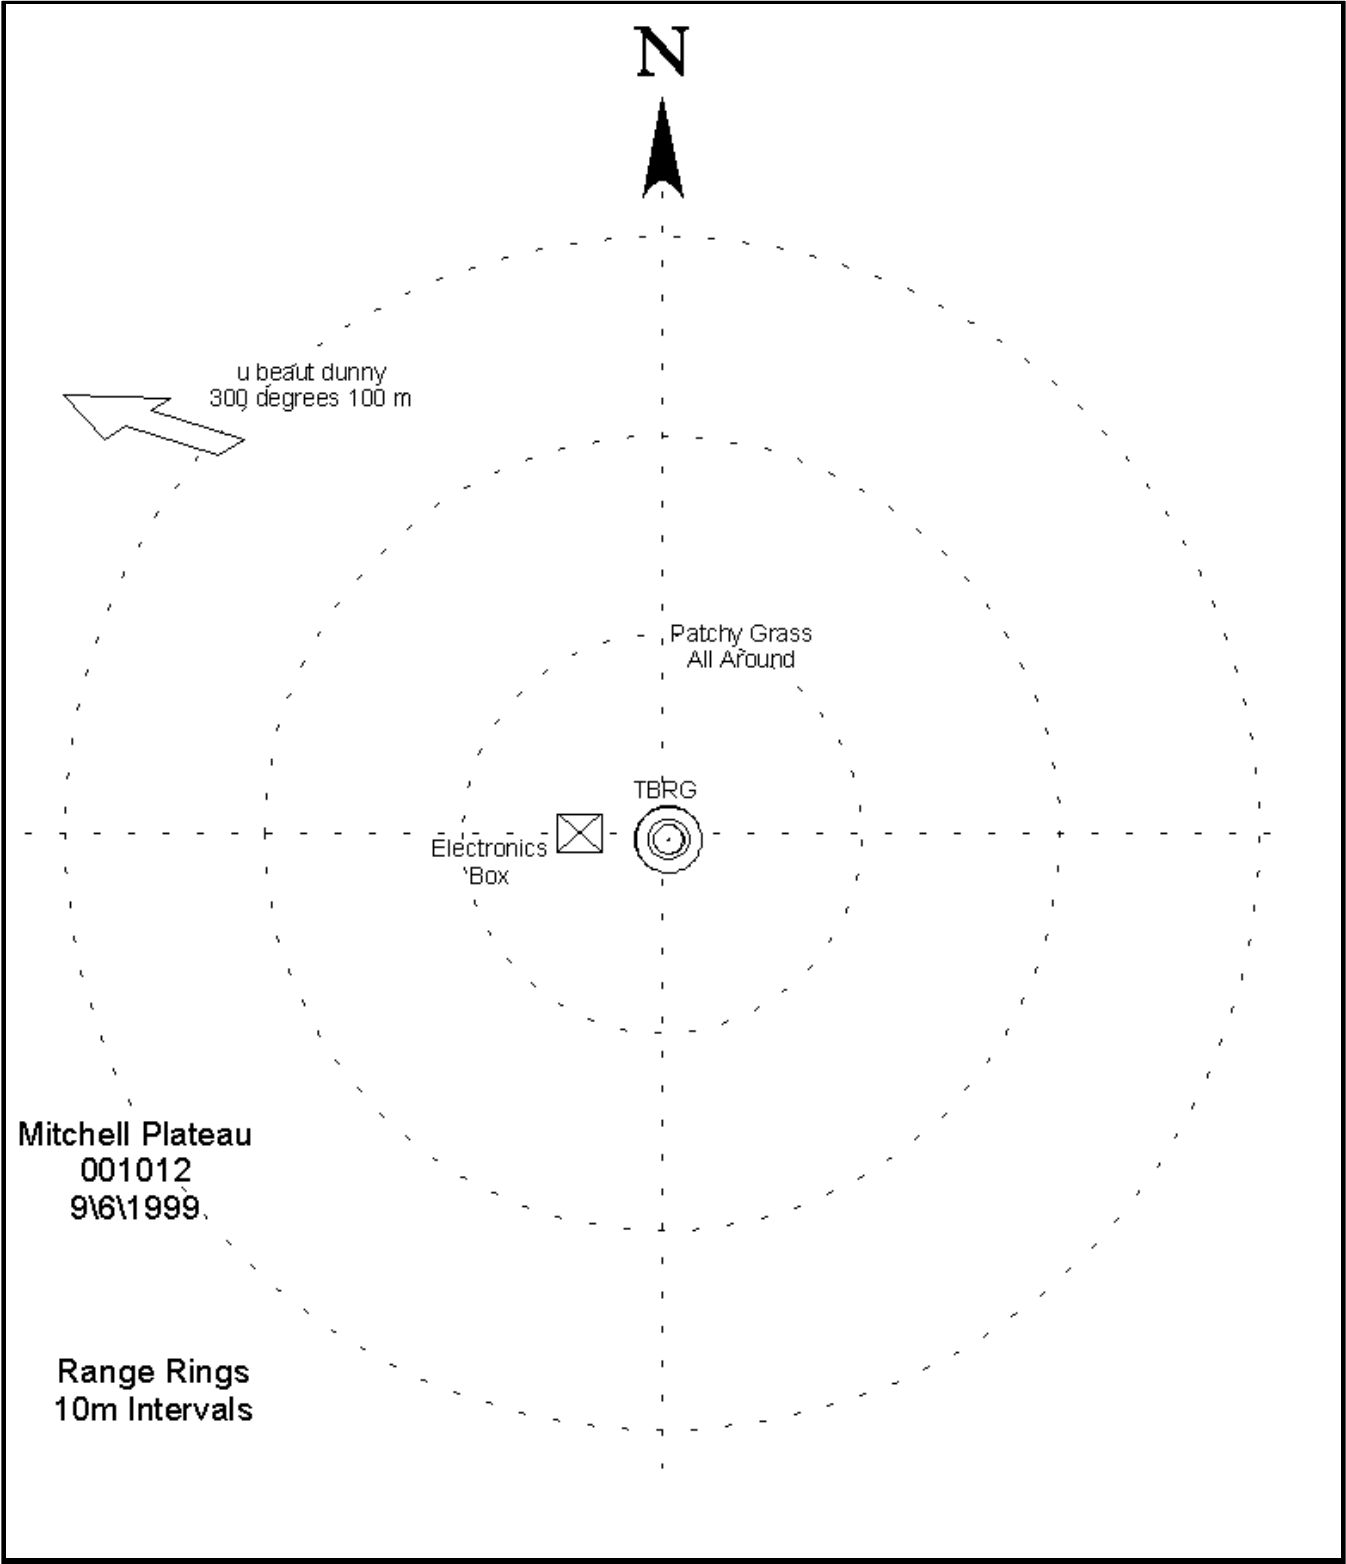 N
u beaut dunny
300 degrees 100 m
Patchy Grass
All Around
TBRG
Electronics
Box
Mitchell Plateau
001012
9\6\1999
Range Rings
10m Intervals